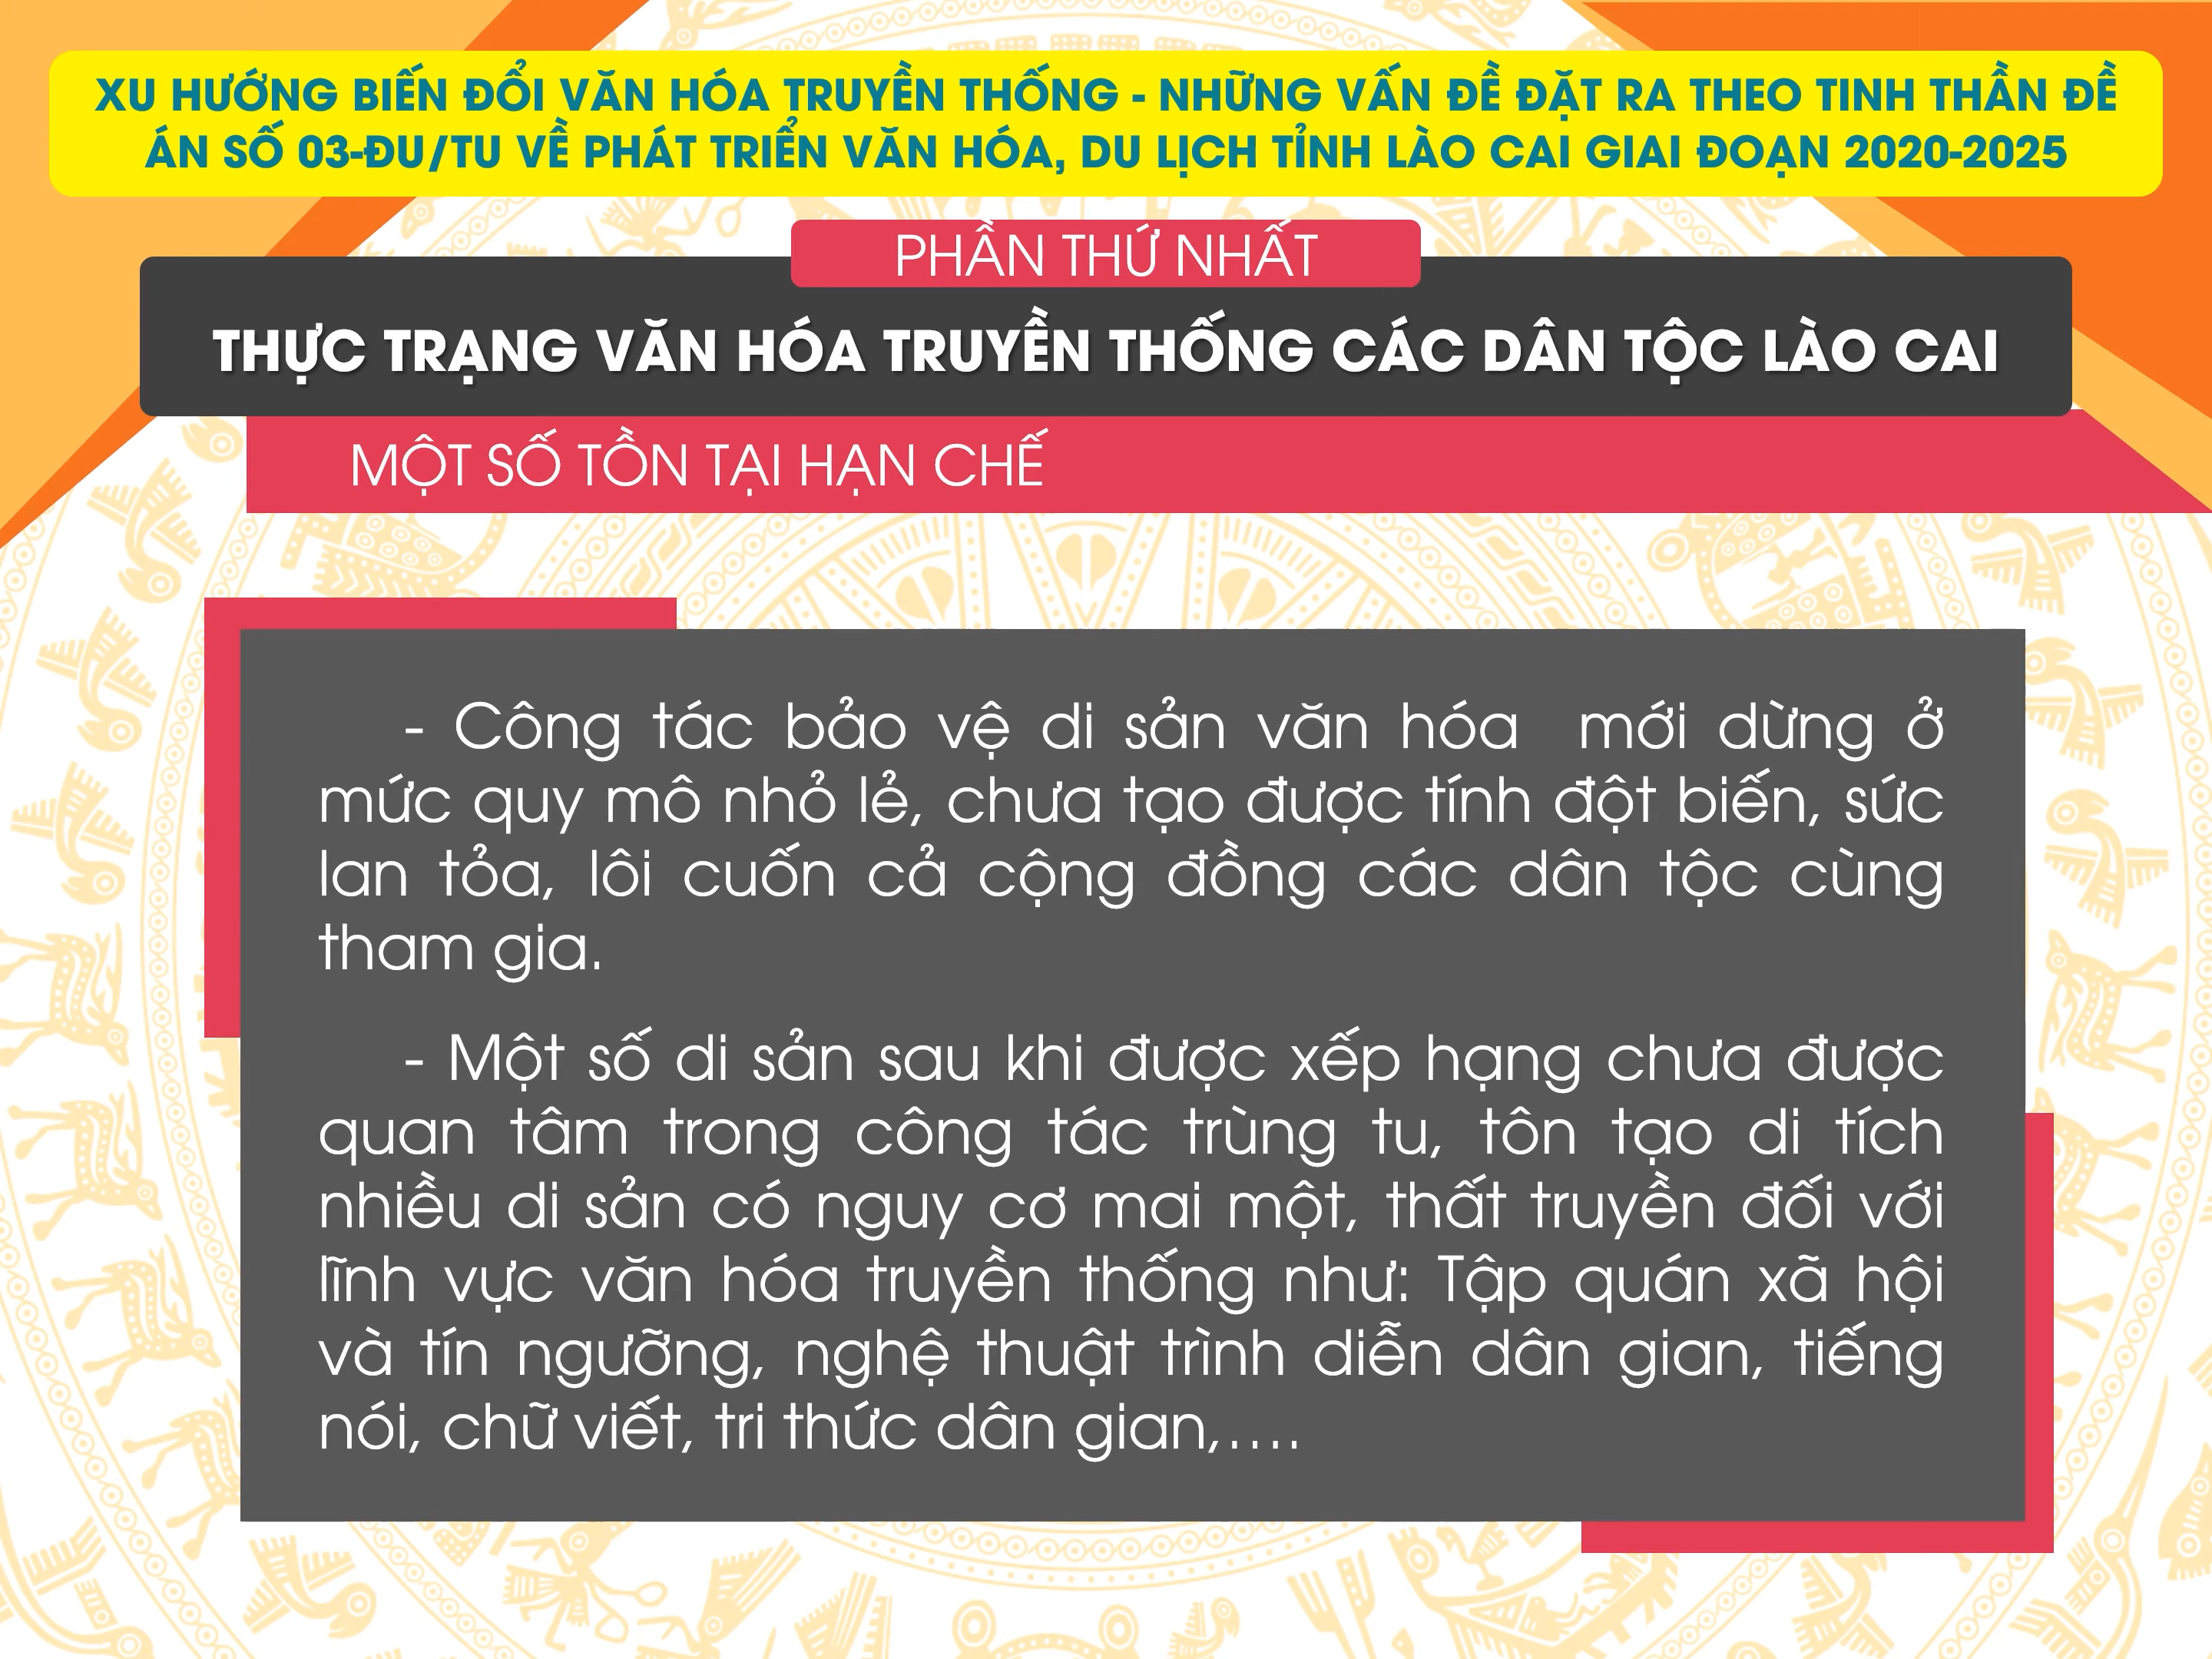 XU HƯỚNG BIẾN ĐỔI VĂN HÓA TRUYỀN THỐNG - NHỮNG VẤN ĐỀ ĐẶT RA THEO TINH THẦN ĐỀ
ÁN SỐ 03-ĐU/TU VỀ PHÁT TRIỂN VĂN HÓA, DU LỊCH TỈNH LÀO CAI GIAI ĐOẠN 2020-2025
PHẦN THỨ NHẤT
THỰC TRẠNG VĂN HÓA TRUYỀN THỐNG CÁC DÂN TỘC LÀO CAI
MỘT SỐ TỒN TẠI HẠN CHẾ
- Công tác bảo vệ di sản văn hóa mới dừng ở
mức quy mô nhỏ lẻ, chưa tạo được tính đột biến, sức
lan tỏa, lôi cuốn cả cộng đồng các dân tộc cùng
tham gia.
- Một số di sản sau khi được xếp hạng chưa được
quan tâm trong công tác trùng tu, tôn tạo di tích
nhiều di sản có nguy cơ mai một, thất truyền đối với
lĩnh vực văn hóa truyền thống như: Tập quán xã hội
và tín ngưỡng, nghệ thuật trình diễn dân gian, tiếng
nói, chữ viết, tri thức dân gian,....